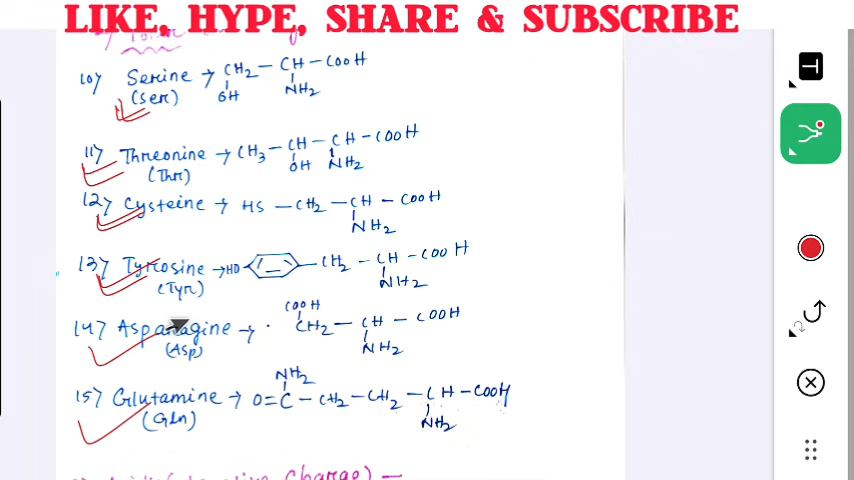 LIKE, HYPE, SHARE & SUBSCRIBE
10) Serine → CH2 – CH – COOH
(Ser) OH NH2
11) Threonine → CH3 – CH – CH – COOH
(Thr) OH NH2
12) Cysteine → HS – CH2 – CH – COOH
NH2
13) Tyrosine → HO – CH2 – CH – COOH
(Tyr) NH2
COOH
14) Aspanagine → CH2 – CH – COOH
(Asp) NH2
NH2
15) Glutamine → O=C – CH2 – CH2 – CH – COOH
(Gln) NH2
charge) –
T